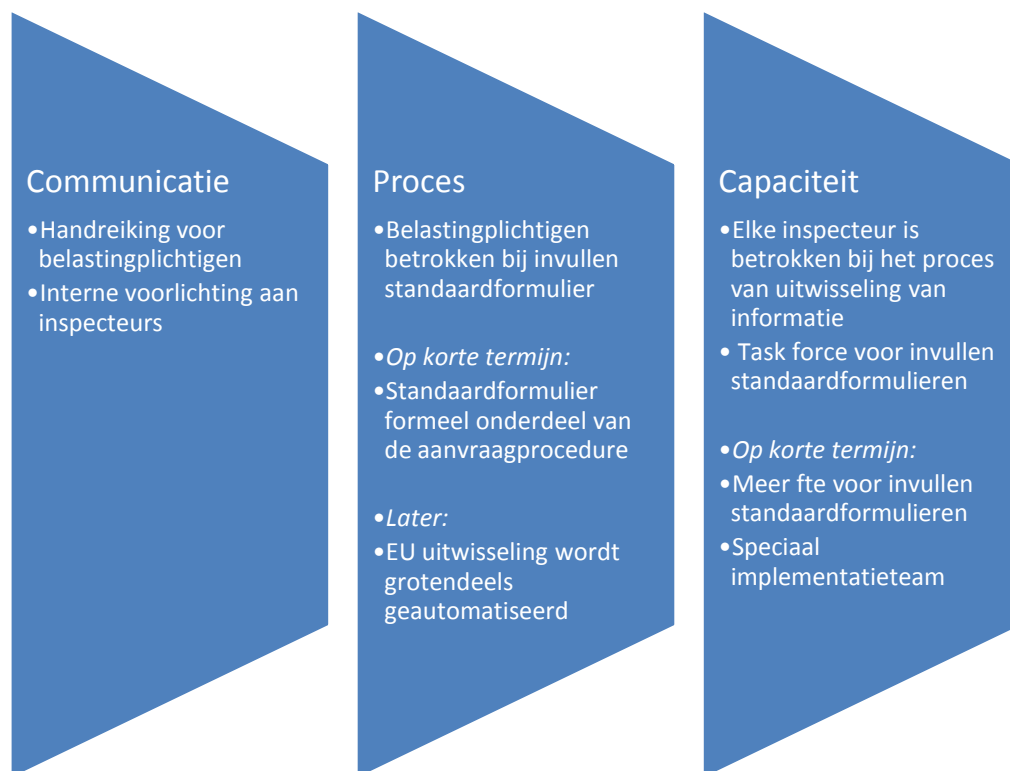 Communicatie
•Handreiking voor
belastingplichtigen
•Interne voorlichting aan
inspecteurs
Proces
•Belastingplichtigen
betrokken bij invullen
standaardformulier
•Op korte termijn:
•Standaardformulier
formeel onderdeel van
de aanvraagprocedure
•Later:
•EU uitwisseling wordt
grotendeels
geautomatiseerd
Capaciteit
•Elke inspecteur is
betrokken bij het proces
van uitwisseling van
informatie
• Task force voor invullen
standaardformulieren
•Op korte termijn:
•Meer fte voor invullen
standaardformulieren
•Speciaal
implementatieteam